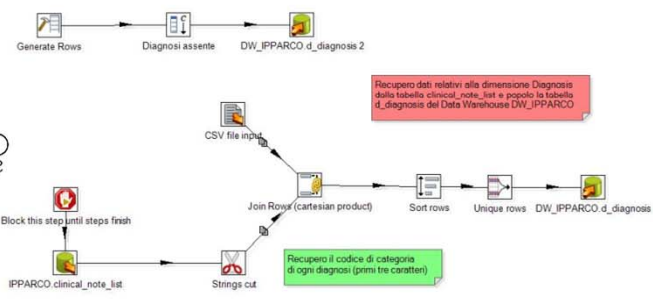 Generate Rows
Diagnosi assente
DW_IPPARCO.d_diagnosis 2
Recupero dati relativi alla dimensione Diagnosis
dalla tabella clinical_note_list e popolo la tabella
d_diagnosis del Data Warehouse DW_IPPARCO
CSV file input
Join Rows (cartesian product)
Sort rows
Unique rows
DW_IPPARCO.d_diagnosis
Block this step until steps finish
IPPARCO.clinical_note_list
Strings cut
Recupero il codice di categoria
di ogni diagnosi (primi tre caratteri)